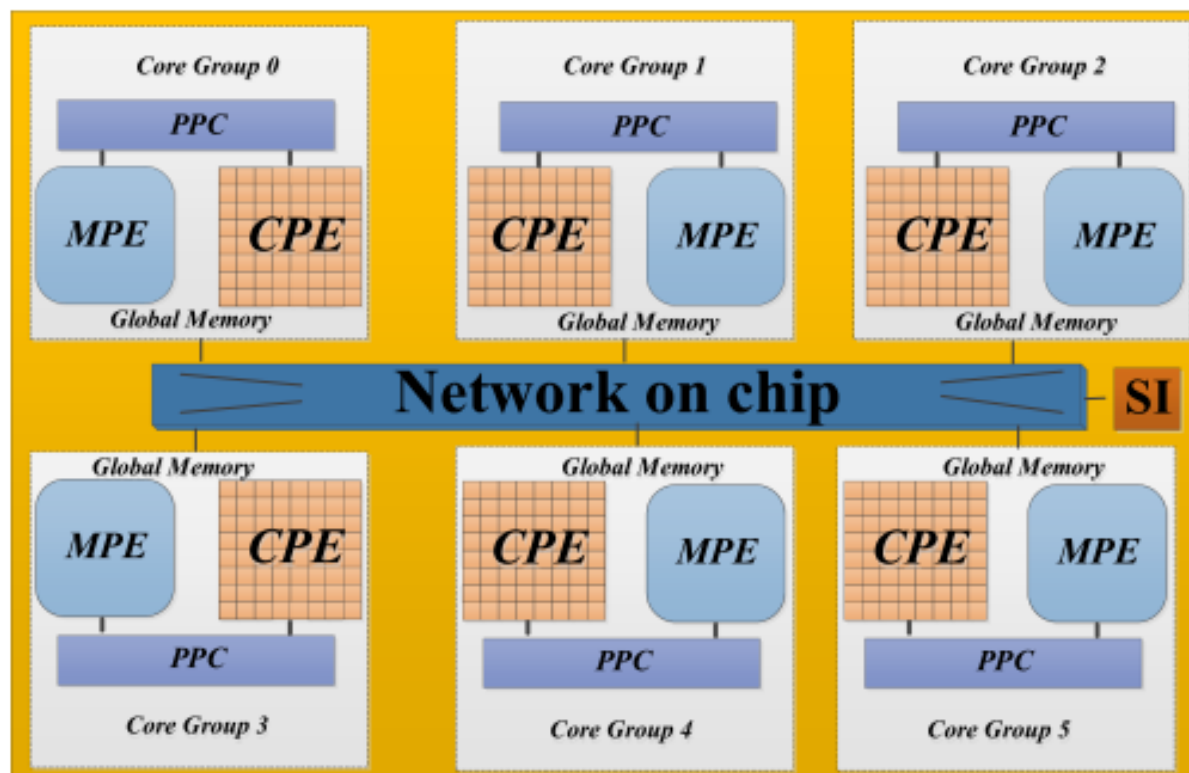 Core Group 0
PPC
MPE
CPE
Global Memory
Core Group 1
PPC
CPE
MPE
Global Memory
Core Group 2
PPC
CPE
MPE
Global Memory
Network on chip
SI
Global Memory
MPE
CPE
PPC
Core Group 3
Global Memory
CPE
MPE
PPC
Core Group 4
Global Memory
CPE
MPE
PPC
Core Group 5